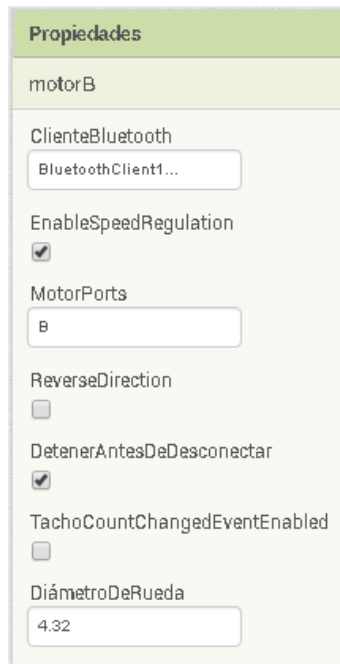 Propiedades
motorB
ClienteBluetooth
BluetoothClient1...
EnableSpeedRegulation
MotorPorts
B
ReverseDirection
DetenerAntesDeDesconectar
TachoCountChangedEventEnabled
DiámetroDeRueda
4.32